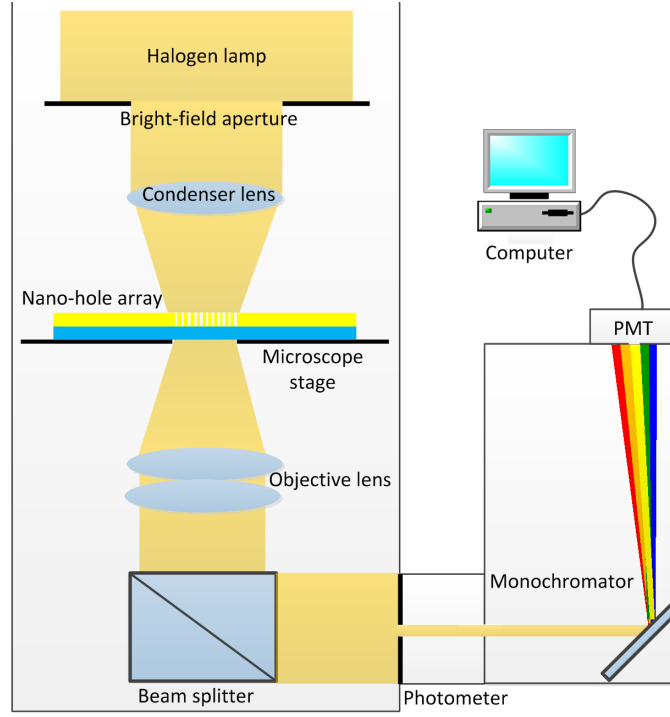 Halogen lamp
Bright-field aperture
Condenser lens
Computer
Nano-hole array
PMT
Microscope
stage
Objective lens
Monochromator
Beam splitter
Photometer